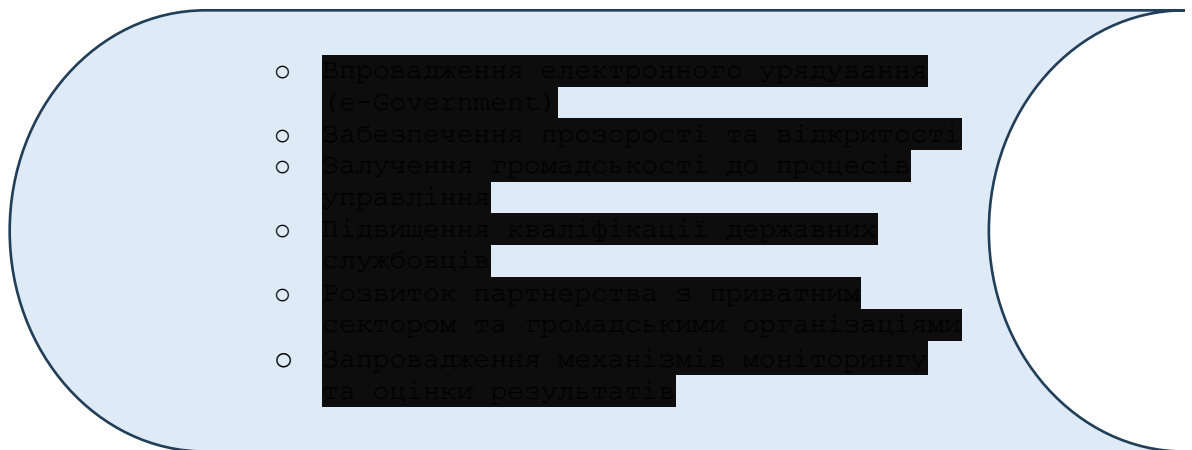 ○ Впровадження електронного урядування
(e-Government)
○ Забезпечення прозорості та відкритості
○ Залучення громадськості до процесів
управління
○ Підвищення кваліфікації державних
службовців
○ Розвиток партнерства з приватним
сектором та громадськими організаціями
○ Запровадження механізмів моніторингу
та оцінки результатів